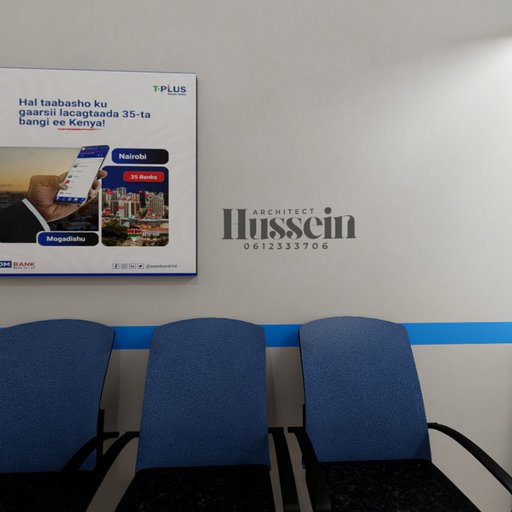 T-PLUS
Hal taabasho ku
gaarsii lacagtaada 35-ta
bangi ee Kenya!
Nairobi
35 Banks
Mogadishu
BANK
@sombankltd
ARCHITECT
Hussein
0612333706